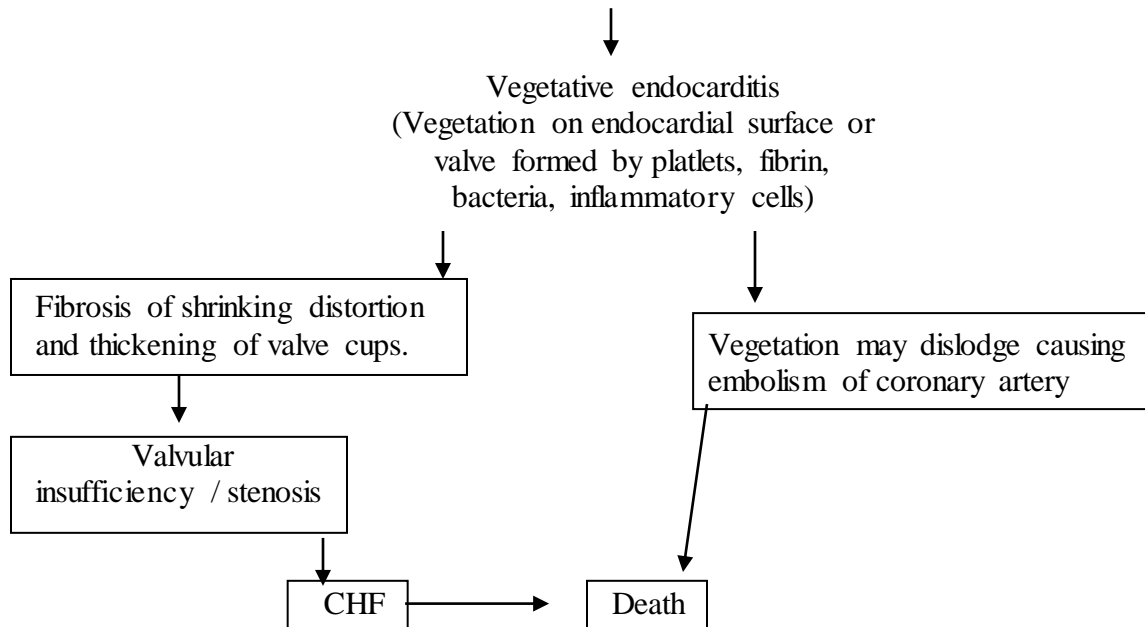 Vegetative endocarditis
(Vegetation on endocardial surface or
valve formed by platlets, fibrin,
bacteria, inflammatory cells)
Fibrosis of shrinking distortion
and thickening of valve cups.
Vegetation may dislodge causing
embolism of coronary artery
Valvular
insufficiency / stenosis
CHF
Death